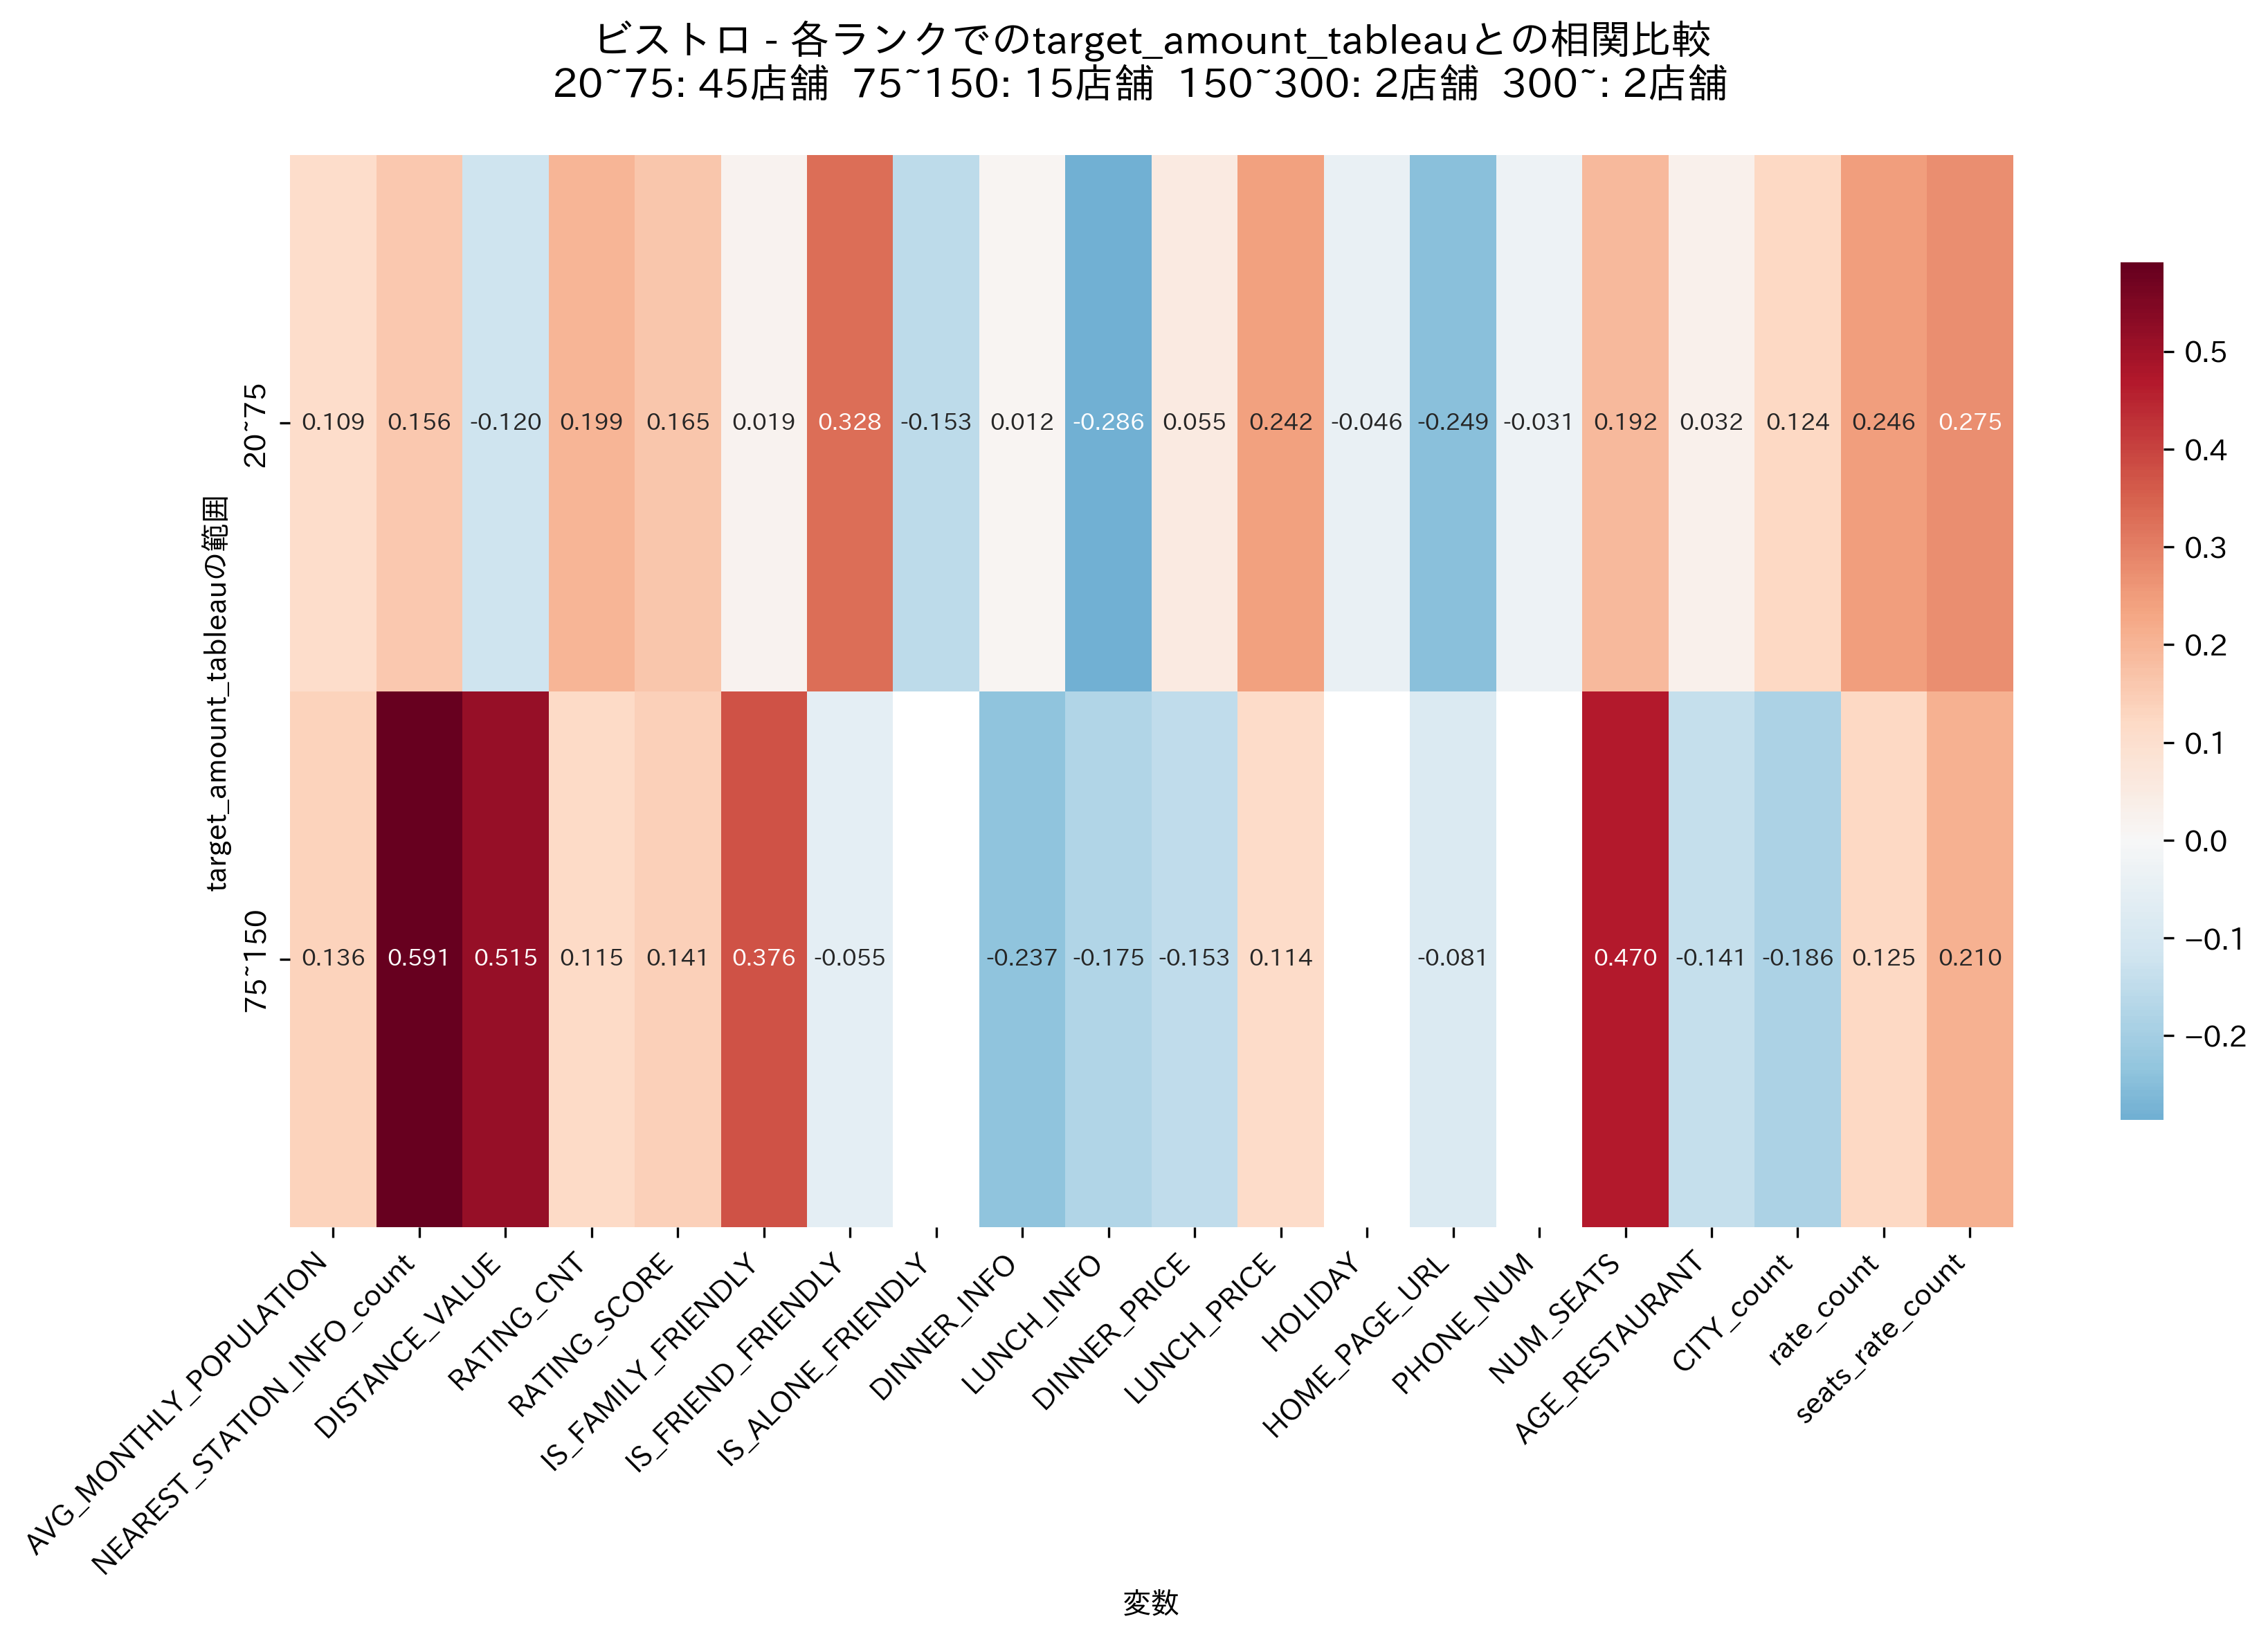 ビストロ - 各ランクでのtarget_amount_tableauとの相関比較
20~75: 45店舗  75~150: 15店舗  150~300: 2店舗  300~: 2店舗
target_amount_tableauの範囲
20~75
0.109 0.156 -0.120 0.199 0.165 0.019 0.328 -0.153 0.012 -0.286 0.055 0.242 -0.046 -0.249 -0.031 0.192 0.032 0.124 0.246 0.275
75~150
0.136 0.591 0.515 0.115 0.141 0.376 -0.055 -0.237 -0.175 -0.153 0.114 -0.081 0.470 -0.141 -0.186 0.125 0.210
AVG_MONTHLY_POPULATION
NEAREST_STATION_INFO_count
DISTANCE_VALUE
RATING_CNT
RATING_SCORE
IS_FAMILY_FRIENDLY
IS_FRIEND_FRIENDLY
IS_ALONE_FRIENDLY
DINNER_INFO
LUNCH_INFO
DINNER_PRICE
LUNCH_PRICE
HOLIDAY
HOME_PAGE_URL
PHONE_NUM
NUM_SEATS
AGE_RESTAURANT
CITY_count
rate_count
seats_rate_count
変数
0.5
0.4
0.3
0.2
0.1
0.0
−0.1
−0.2